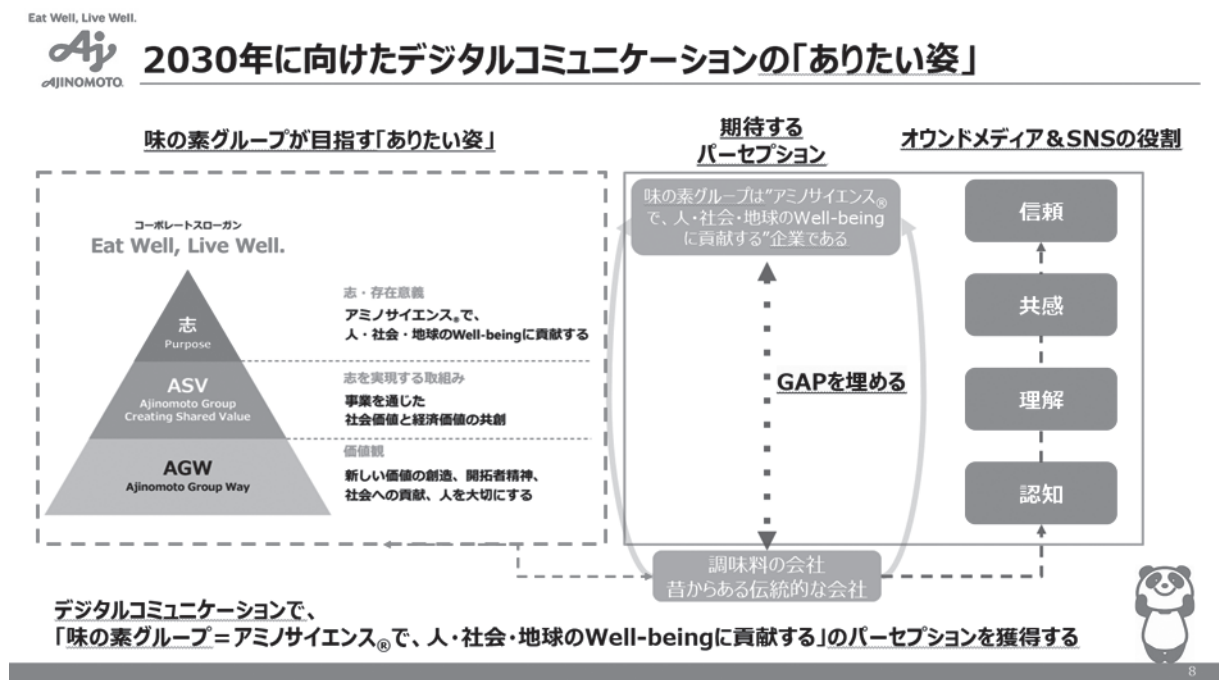 Eat Well, Live Well.
Aj
AJINOMOTO.
2030年に向けたデジタルコミュニケーションの「ありたい姿」
味の素グループが目指す「ありたい姿」
コーポレートスローガン
Eat Well, Live Well.
志
Purpose
志・存在意義
アミノサイエンス®で、
人・社会・地球のWell-beingに貢献する
ASV
Ajinomoto Group
Creating Shared Value
志を実現する取組み
事業を通じた
社会価値と経済価値の共創
AGW
Ajinomoto Group Way
価値観
新しい価値の創造、開拓者精神、
社会への貢献、人を大切にする
期待する
パーセプション
味の素グループは"アミノサイエンス®
で、人・社会・地球のWell-being
に貢献する"企業である
GAPを埋める
調味料の会社
昔からある伝統的な会社
オウンドメディア＆SNSの役割
信頼
共感
理解
認知
デジタルコミュニケーションで、
「味の素グループ＝アミノサイエンス®で、人・社会・地球のWell-beingに貢献する」のパーセプションを獲得する
8